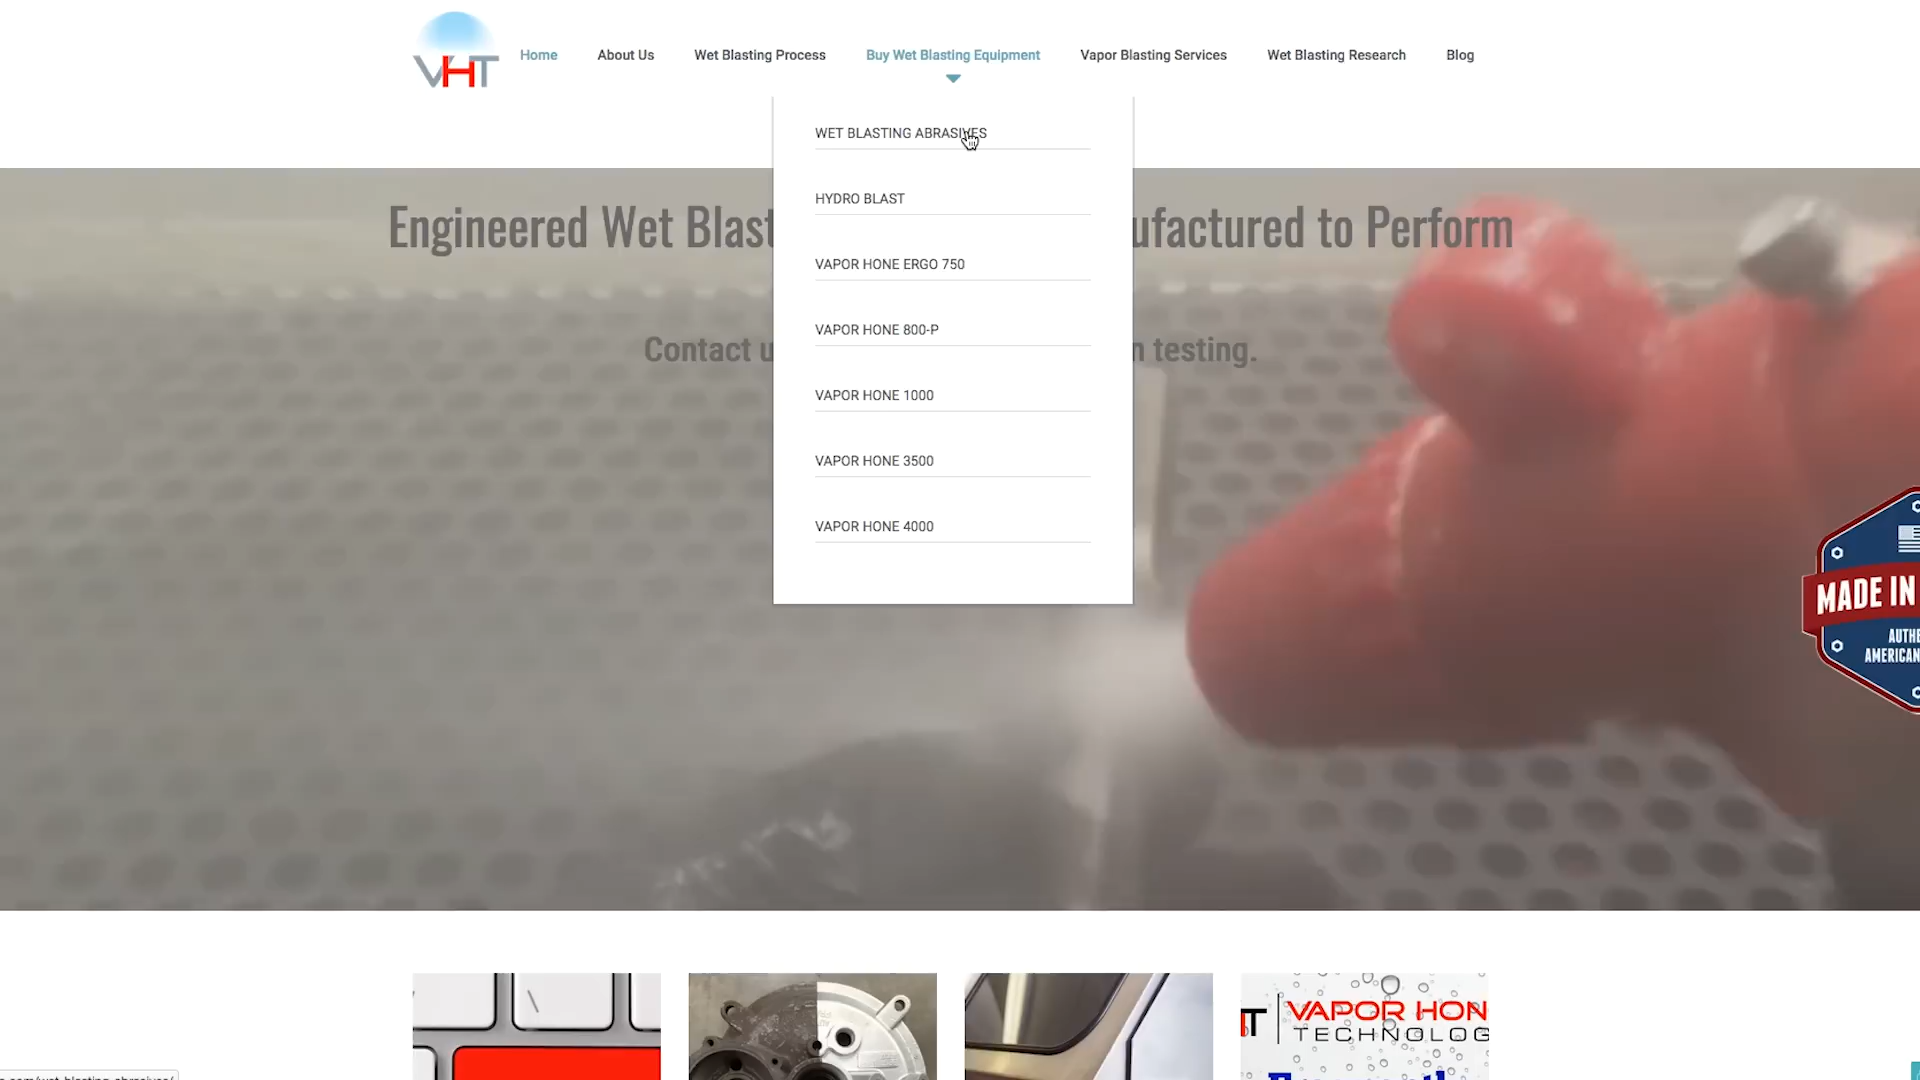 VHT
Home
About Us
Wet Blasting Process
Buy Wet Blasting Equipment
Vapor Blasting Services
Wet Blasting Research
Blog
WET BLASTING ABRASIVES
HYDRO BLAST
VAPOR HONE ERGO 750
VAPOR HONE 800-P
VAPOR HONE 1000
VAPOR HONE 3500
VAPOR HONE 4000
Engineered Wet Blast ufactured to Perform
Contact u n testing.
MADE IN
AUTHE
AMERICAN
T VAPOR HON
TECHNOLOG